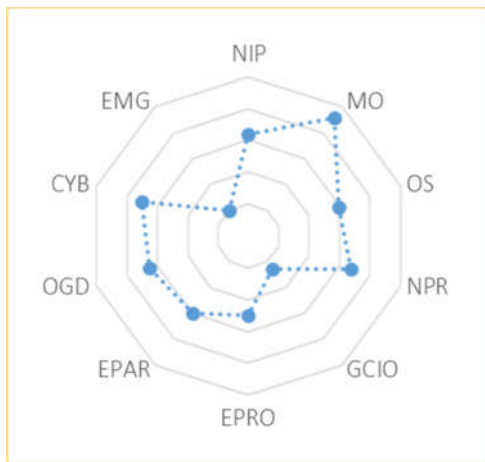 NIP
MO
OS
NPR
GCIO
EPRO
EPAR
OGD
CYB
EMG